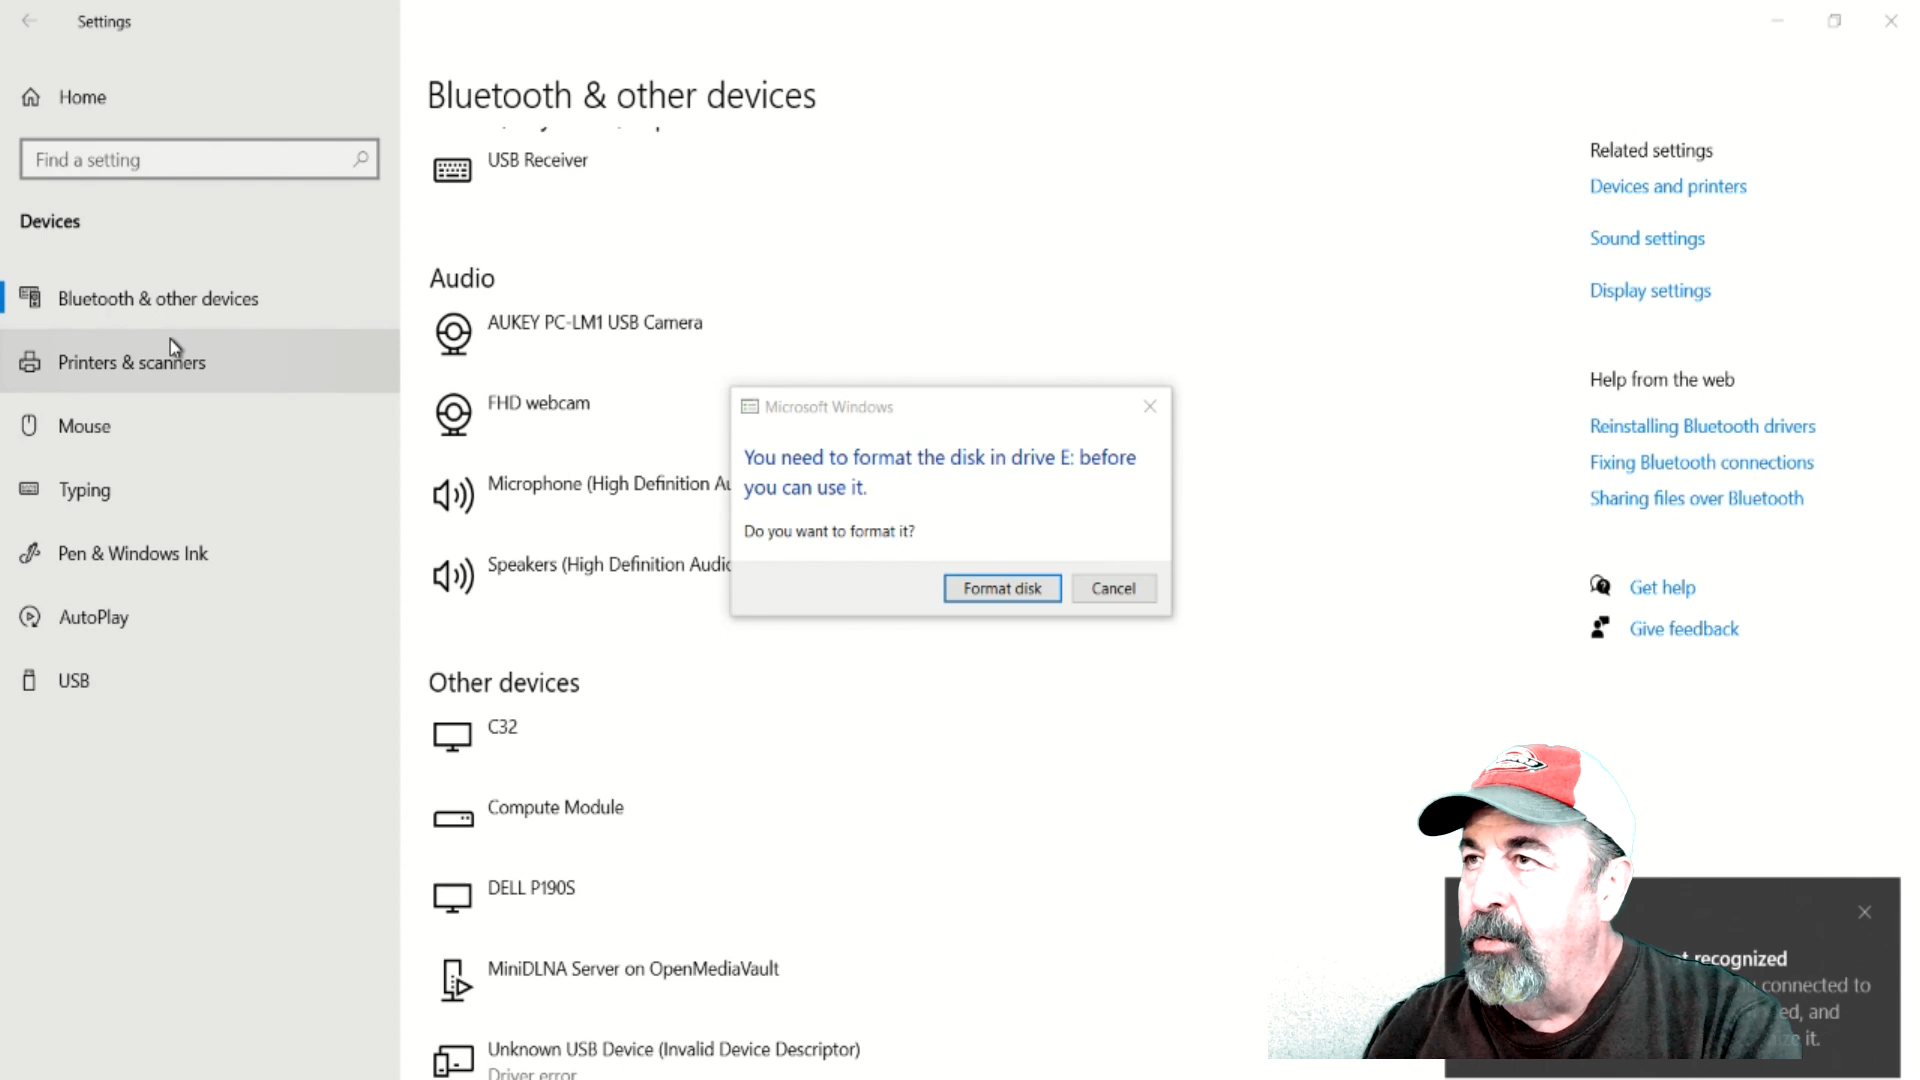 Settings
Home
Find a setting
Devices
Bluetooth & other devices
Printers & scanners
Mouse
Typing
Pen & Windows Ink
AutoPlay
USB
Bluetooth & other devices
USB Receiver
Audio
AUKEY PC-LM1 USB Camera
FHD webcam
Microphone (High Definition Au
Speakers (High Definition Audio
Other devices
C32
Compute Module
DELL P190S
MiniDLNA Server on OpenMediaVault
Unknown USB Device (Invalid Device Descriptor)
Driver error
Microsoft Windows
You need to format the disk in drive E: before
you can use it.
Do you want to format it?
Format disk
Cancel
Related settings
Devices and printers
Sound settings
Display settings
Help from the web
Reinstalling Bluetooth drivers
Fixing Bluetooth connections
Sharing files over Bluetooth
Get help
Give feedback
recognized
connected to
ed, and
it.